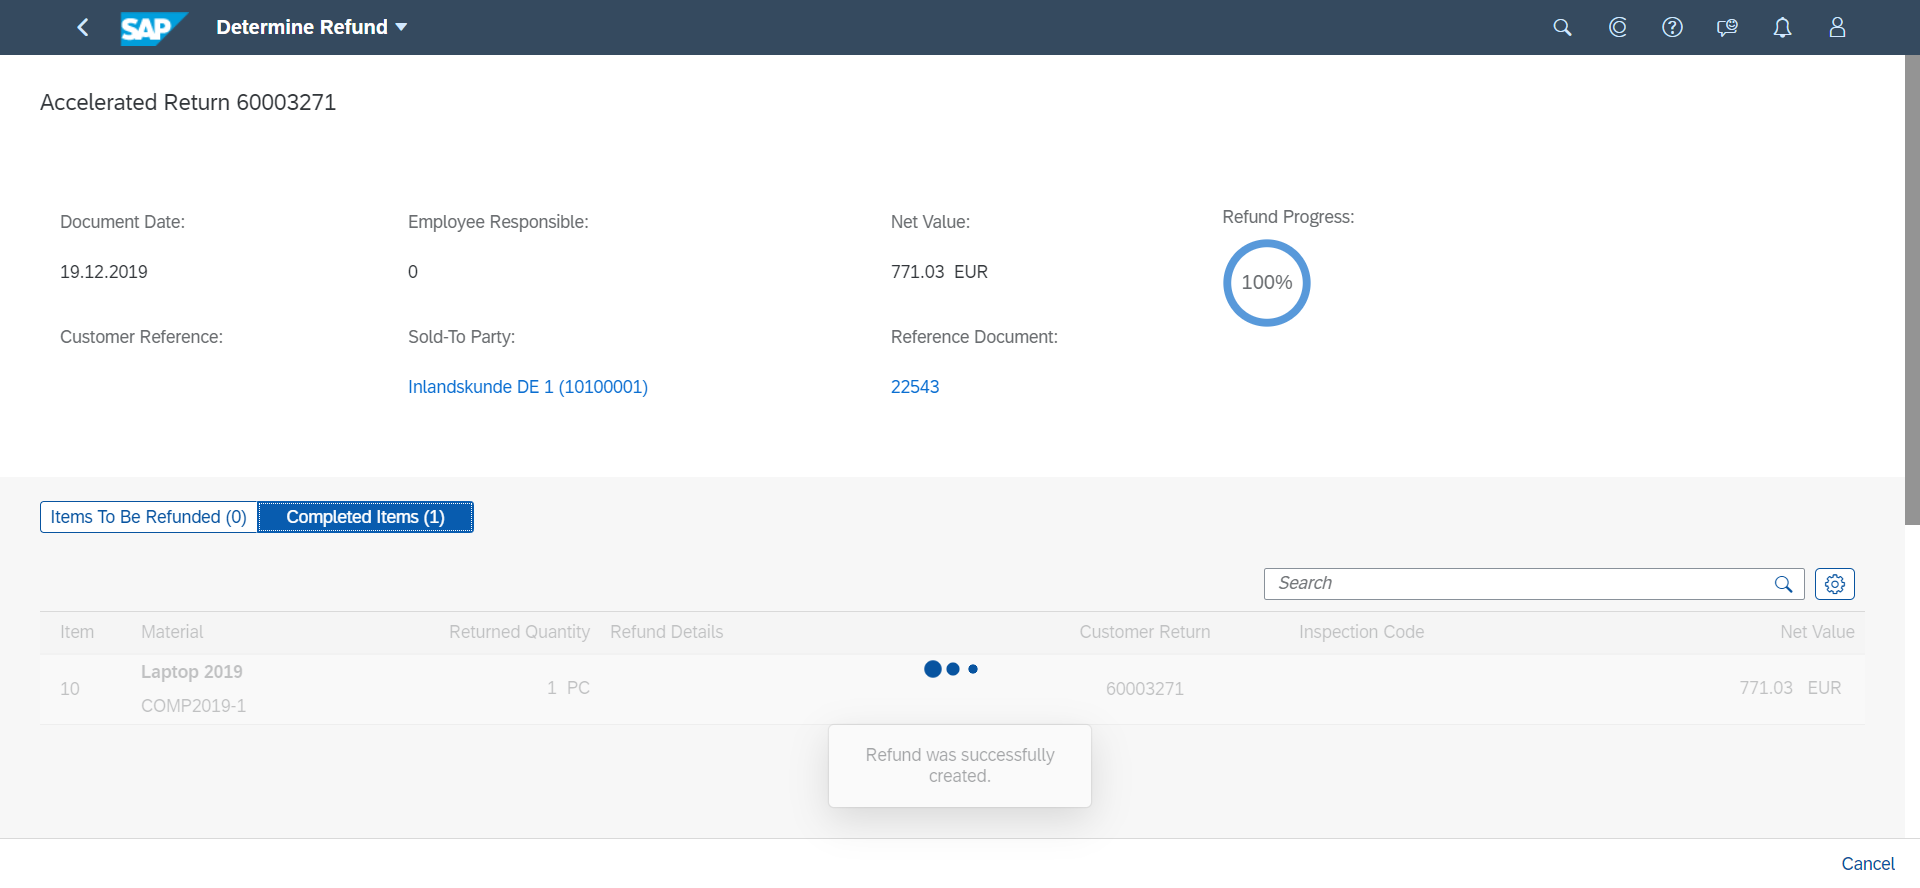 SAP Determine Refund
Accelerated Return 60003271
Document Date: Employee Responsible: Net Value: Refund Progress:
19.12.2019 0 771.03 EUR 100%
Customer Reference: Sold-To Party: Reference Document:
Inlandskunde DE 1 (10100001) 22543
Items To Be Refunded (0) Completed Items (1)
Search
Item Material Returned Quantity Refund Details Customer Return Inspection Code Net Value
10 Laptop 2019 1 PC 60003271 771.03 EUR
COMP2019-1
Refund was successfully
created.
Cancel